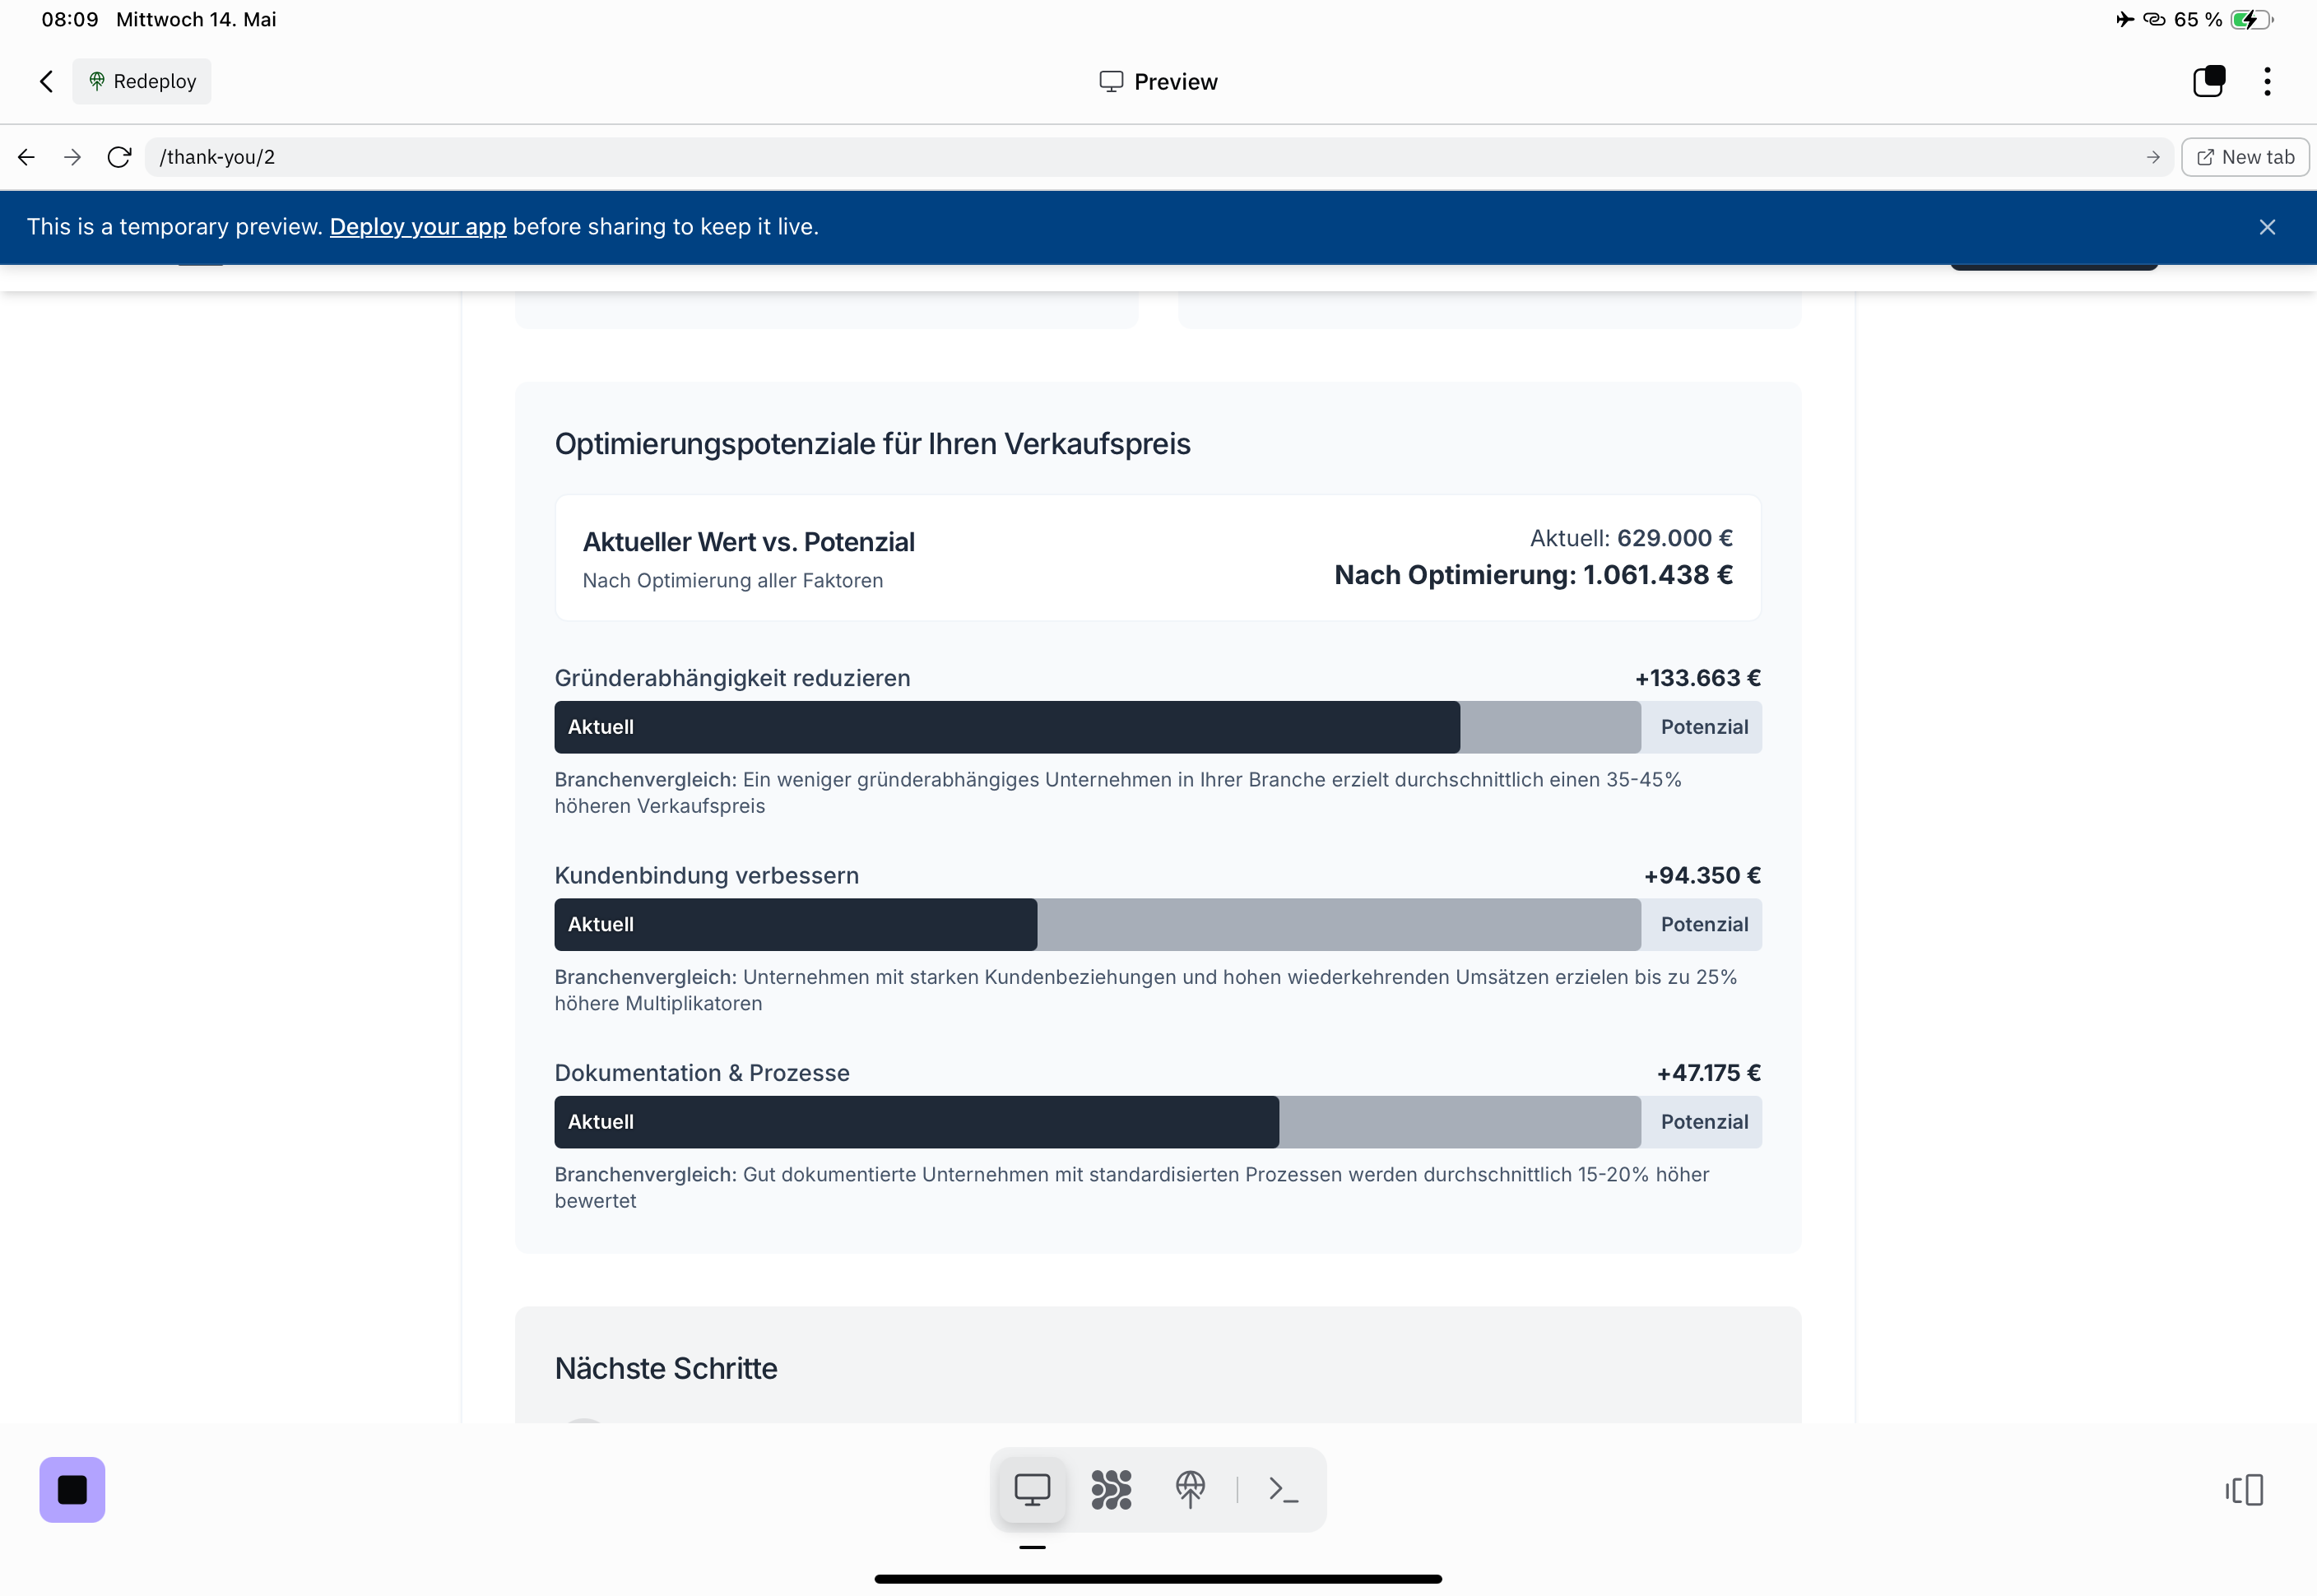 08:09 Mittwoch 14. Mai
65 %
Redeploy
Preview
/thank-you/2
New tab
This is a temporary preview. Deploy your app before sharing to keep it live.
Optimierungspotenziale für Ihren Verkaufspreis
Aktueller Wert vs. Potenzial
Aktuell: 629.000 €
Nach Optimierung aller Faktoren
Nach Optimierung: 1.061.438 €
Gründerabhängigkeit reduzieren
+133.663 €
Aktuell
Potenzial
Branchenvergleich: Ein weniger gründerabhängiges Unternehmen in Ihrer Branche erzielt durchschnittlich einen 35-45%
höheren Verkaufspreis
Kundenbindung verbessern
+94.350 €
Aktuell
Potenzial
Branchenvergleich: Unternehmen mit starken Kundenbeziehungen und hohen wiederkehrenden Umsätzen erzielen bis zu 25%
höhere Multiplikatoren
Dokumentation & Prozesse
+47.175 €
Aktuell
Potenzial
Branchenvergleich: Gut dokumentierte Unternehmen mit standardisierten Prozessen werden durchschnittlich 15-20% höher
bewertet
Nächste Schritte